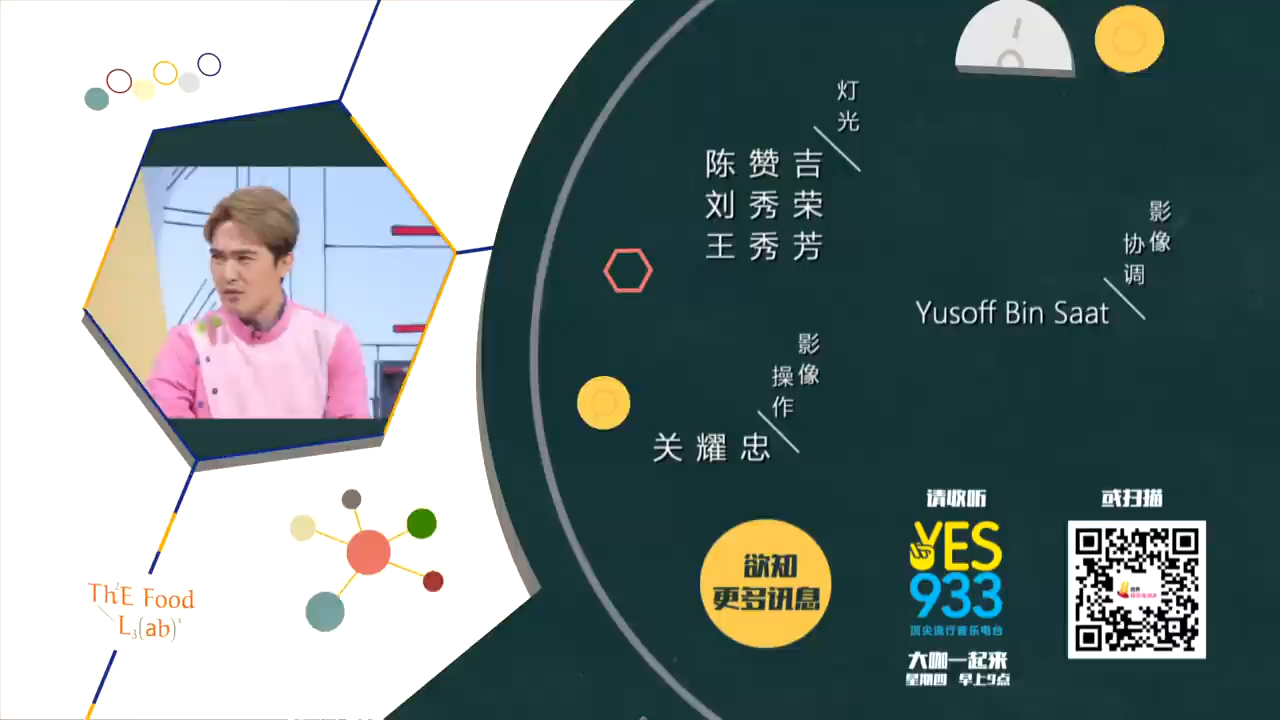 灯光
陈赞吉
刘秀荣
王秀芳
影像协调
Yusoff Bin Saat
影像操作
关耀忠
欲知
更多讯息
请收听
YES
933
顶尖流行音乐电台
大咖一起来
星期四 早上9点
或扫描
ThE Food
L3(ab)